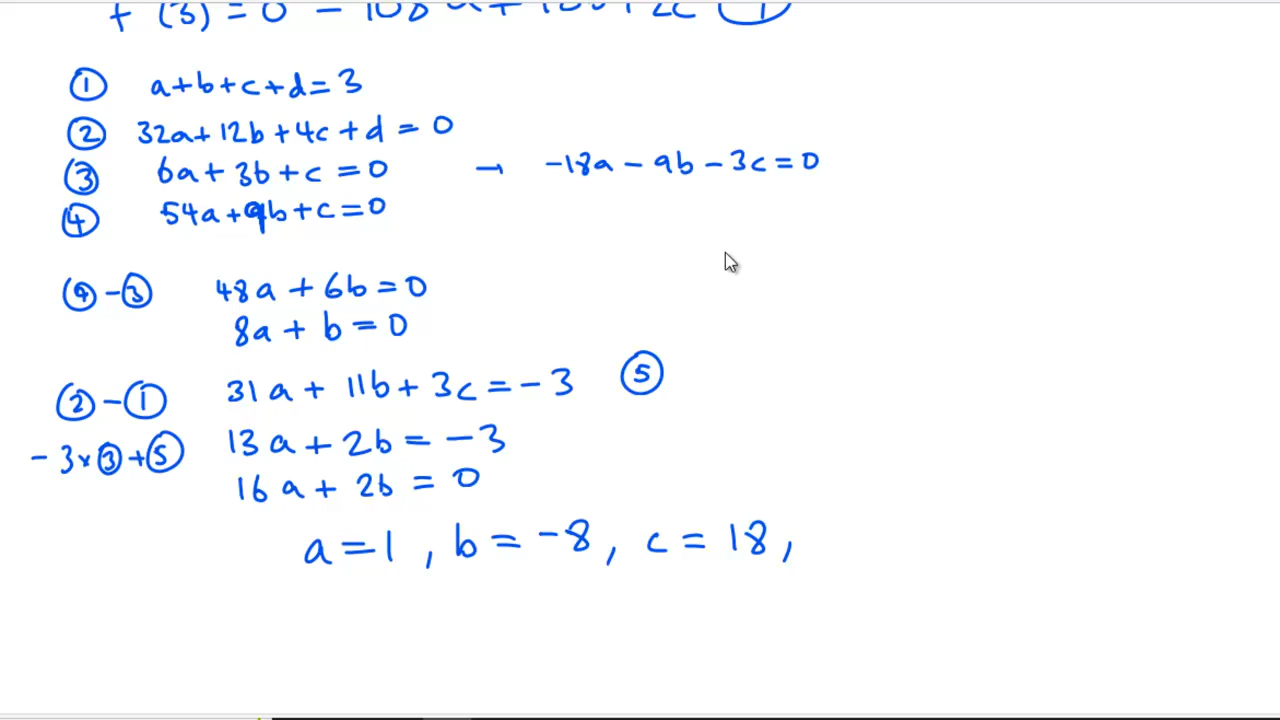 (3) = 0
① a+b+c+d=3
② 32a+12b+4c+d=0
③ 6a+3b+c=0 → -18a-9b-3c=0
④ 54a+9b+c=0
④-③ 48a+6b=0
8a+b=0
②-① 31a+11b+3c=-3 ⑤
-3×③+⑤ 13a+2b=-3
16a+2b=0
a=1, b=-8, c=18,